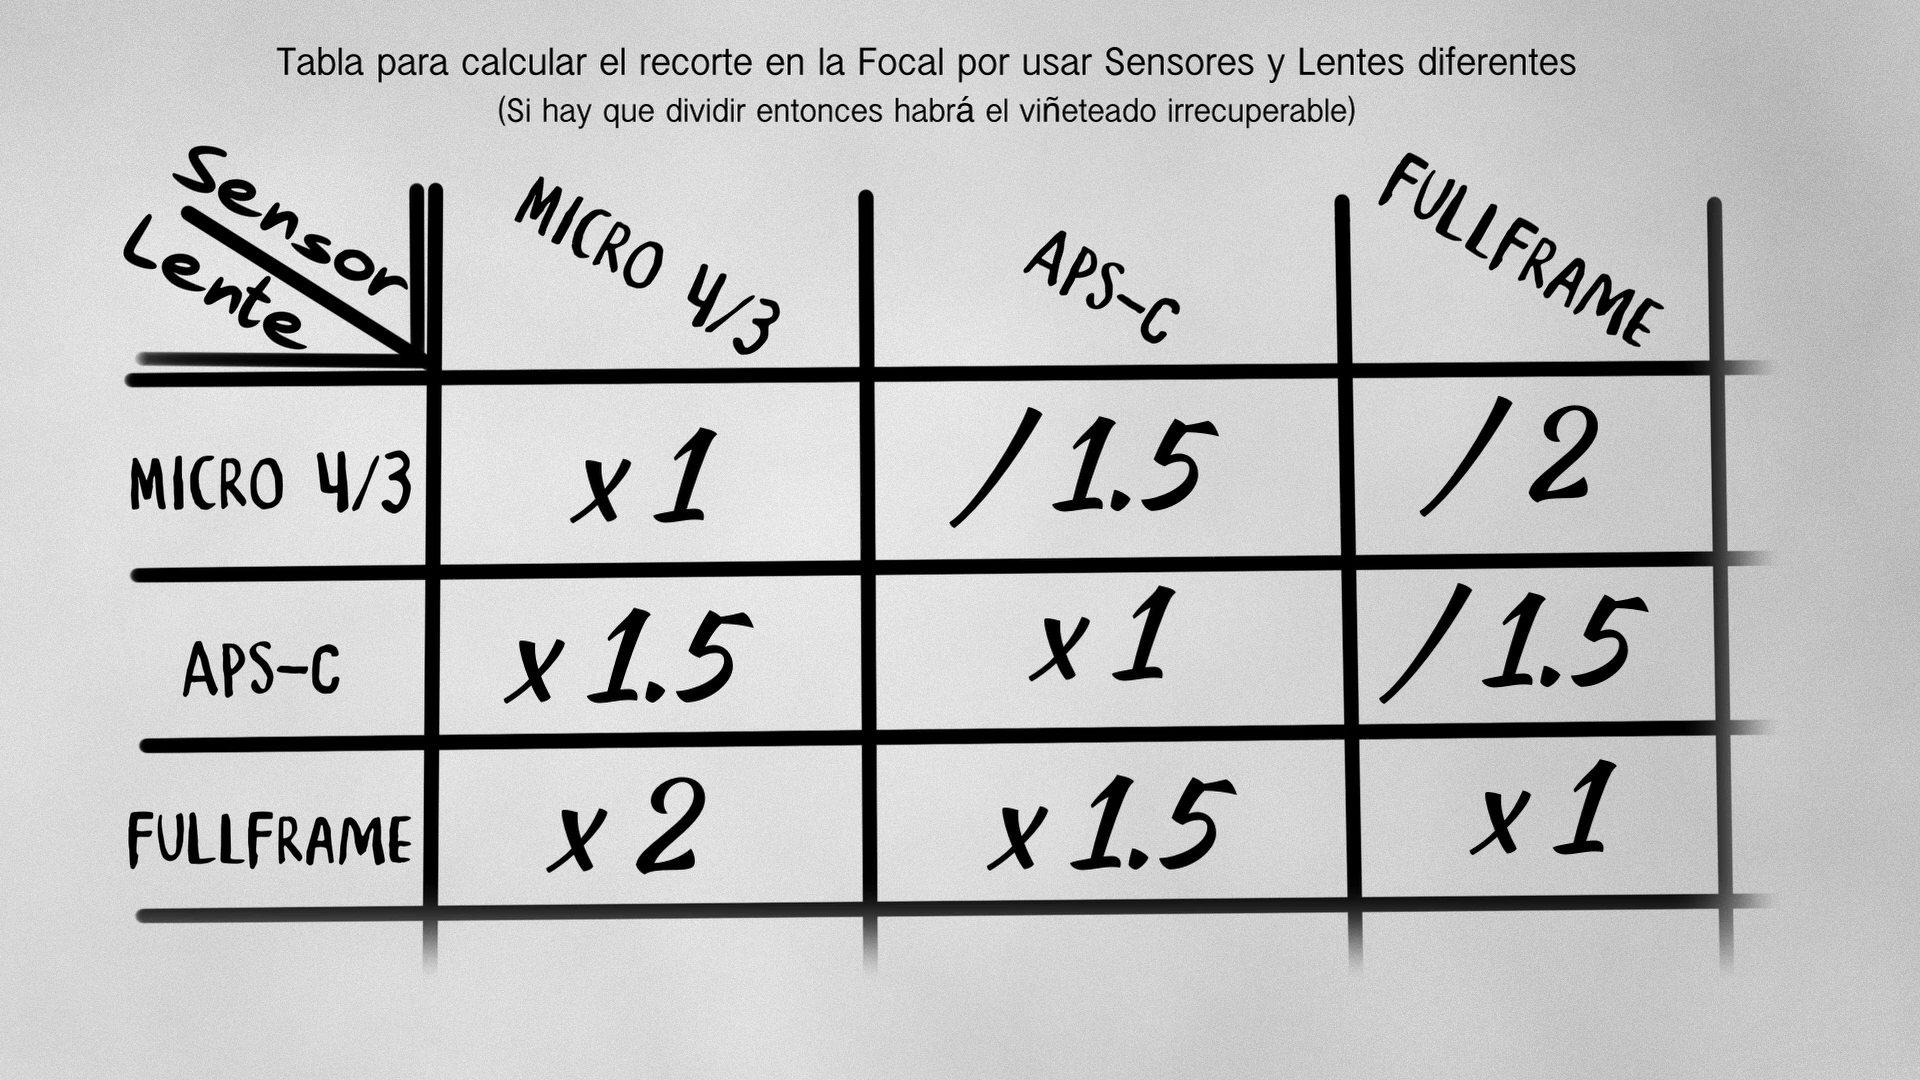 Tabla para calcular el recorte en la Focal por usar Sensores y Lentes diferentes
(Si hay que dividir entonces habrá el viñeteado irrecuperable)
Sensor
Lente
MICRO 4/3 APS-C FULLFRAME
MICRO 4/3 x 1 / 1.5 / 2
APS-C x 1.5 x 1 / 1.5
FULLFRAME x 2 x 1.5 x 1